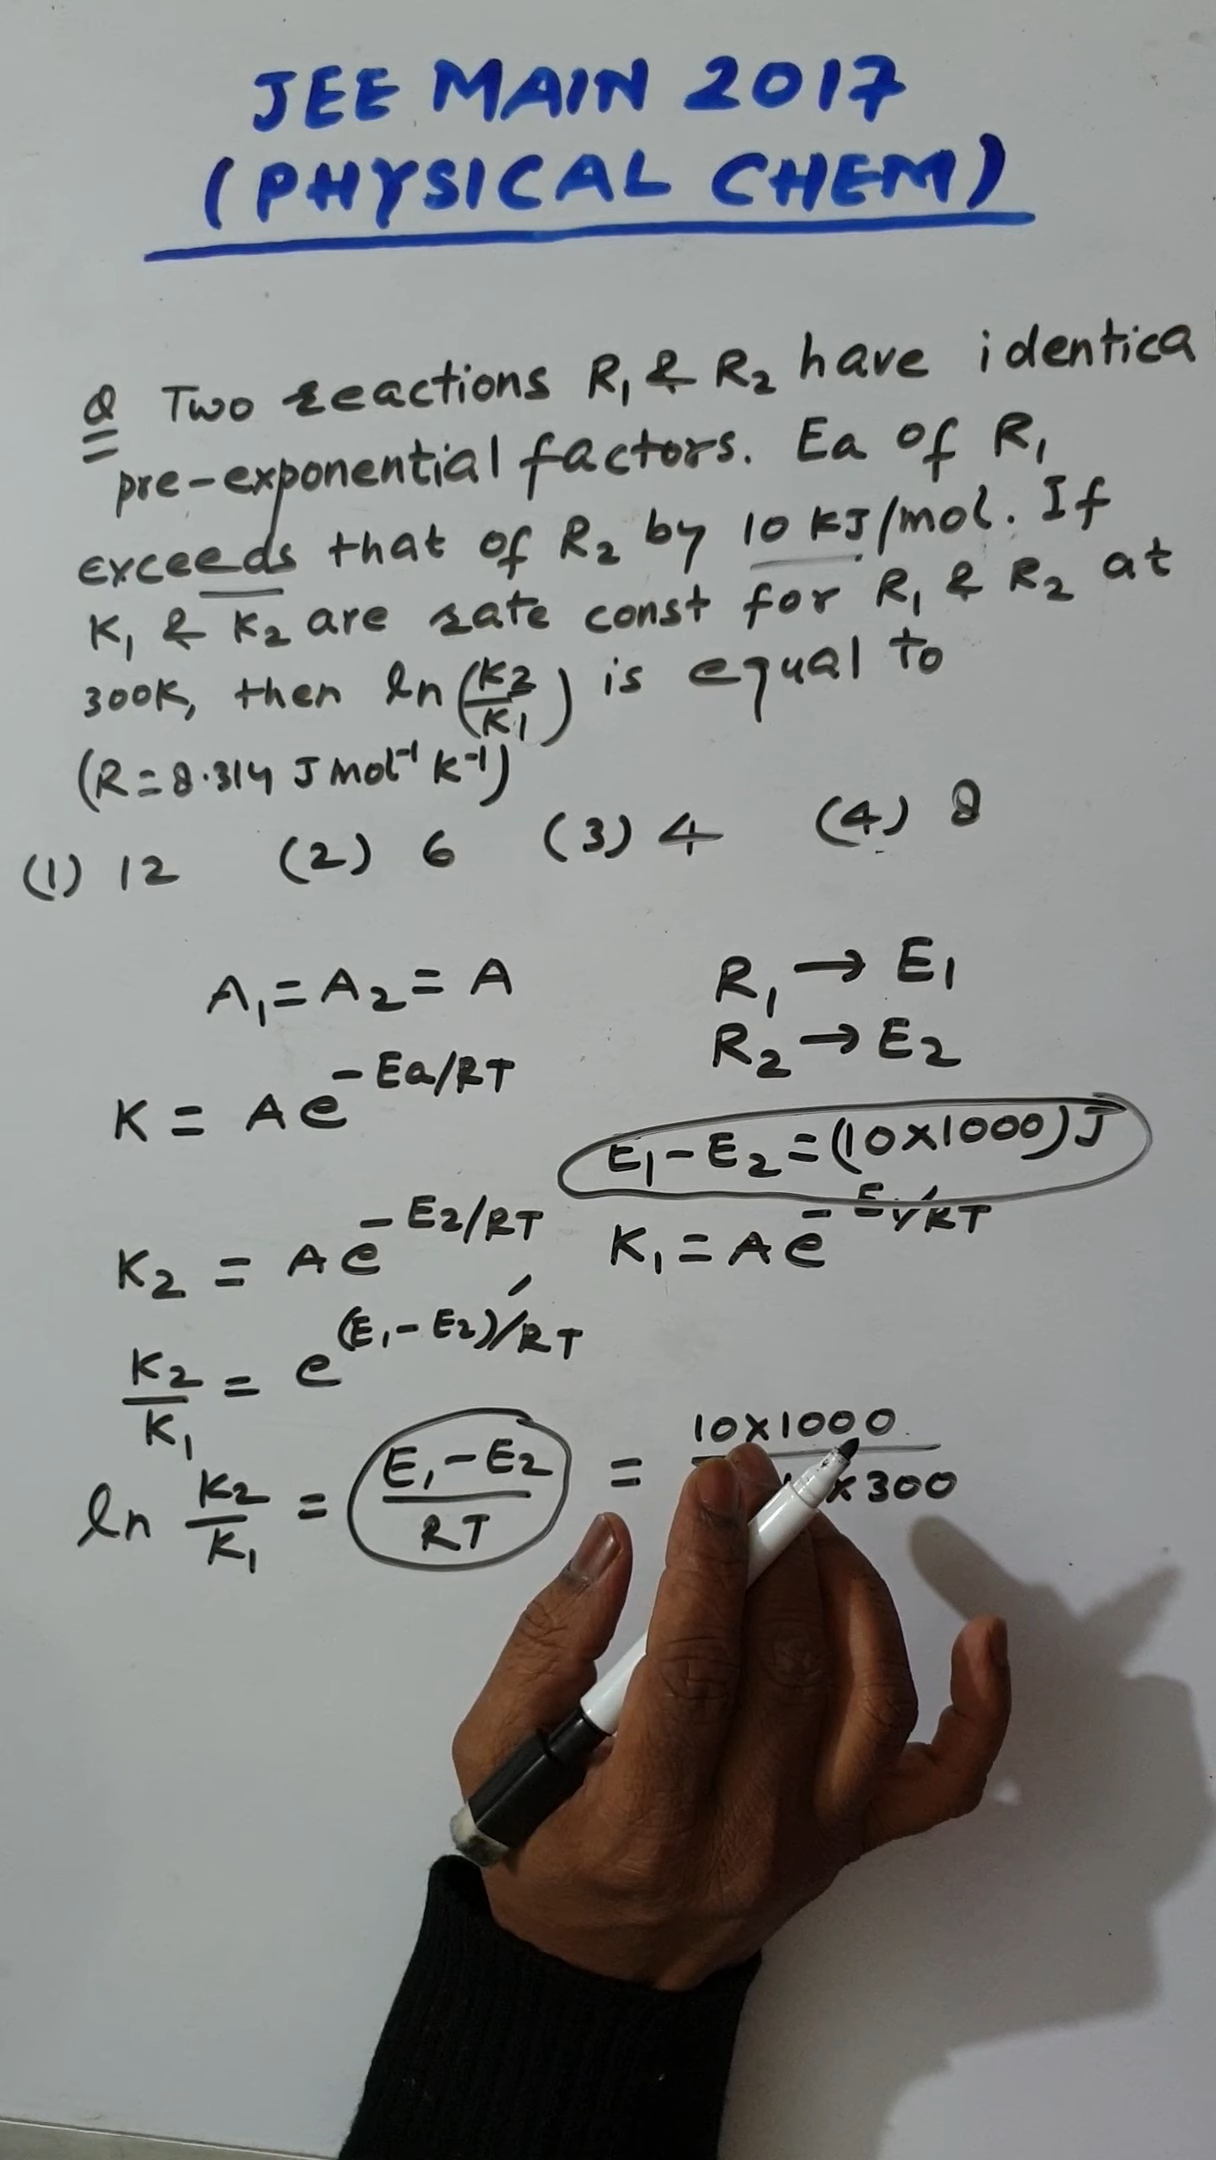 JEE MAIN 2017
(PHYSICAL CHEM)
Q Two reactions R₁ & R₂ have identica
pre-exponential factors. Ea of R₁
exceeds that of R₂ by 10 KJ/mol. If
K₁ & K₂ are rate const for R₁ & R₂ at
300K, then ln(K₂/K₁) is equal to
(R = 8.314 J mol⁻¹ K⁻¹)
(1) 12 (2) 6 (3) 4 (4) 8
A₁ = A₂ = A
R₁ → E₁
R₂ → E₂
K = Ae^-Ea/RT
E₁ - E₂ = (10×1000) J
K₂ = Ae^-E₂/RT
K₁ = Ae^-E₁/RT
K₂/K₁ = e^(E₁-E₂)/RT
ln K₂/K₁ = E₁-E₂/RT = 10×1000/ ×300